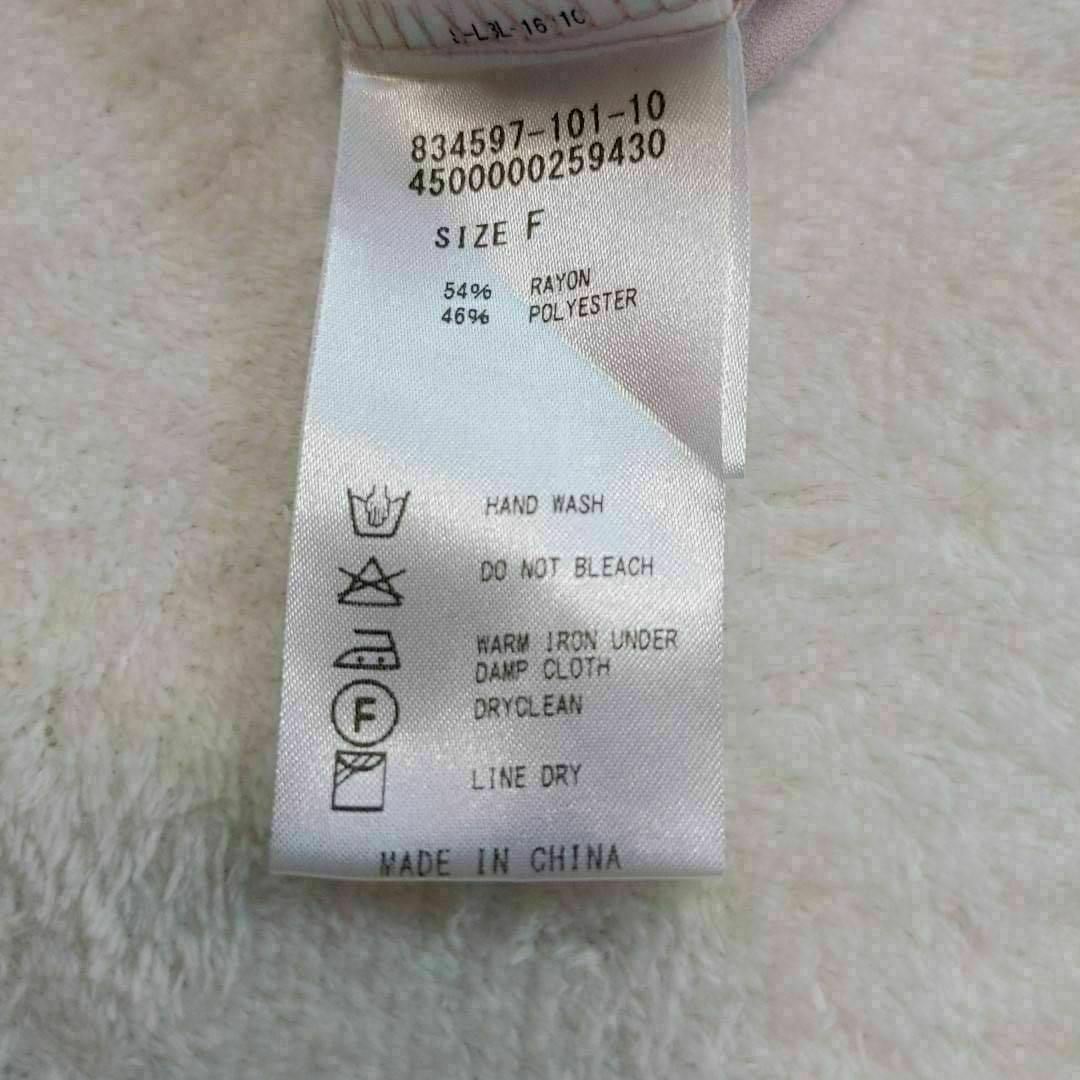 834597-101-10
4500000259430
SIZE F
54% RAYON
46% POLYESTER
HAND WASH
DO NOT BLEACH
WARM IRON UNDER
DAMP CLOTH
F DRYCLEAN
LINE DRY
MADE IN CHINA